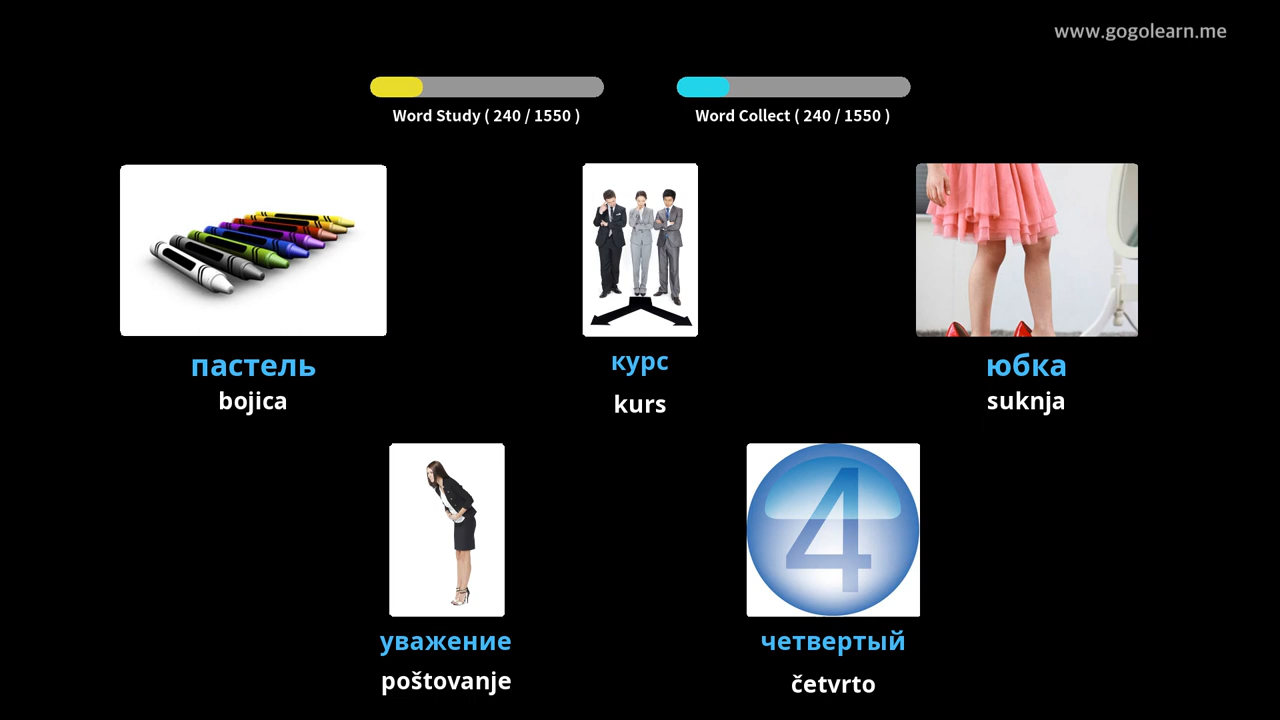 www.gogolearn.me
Word Study ( 240 / 1550 )
Word Collect ( 240 / 1550 )
пастель
bojica
курс
kurs
юбка
suknja
уважение
poštovanje
4
четвертый
četvrto